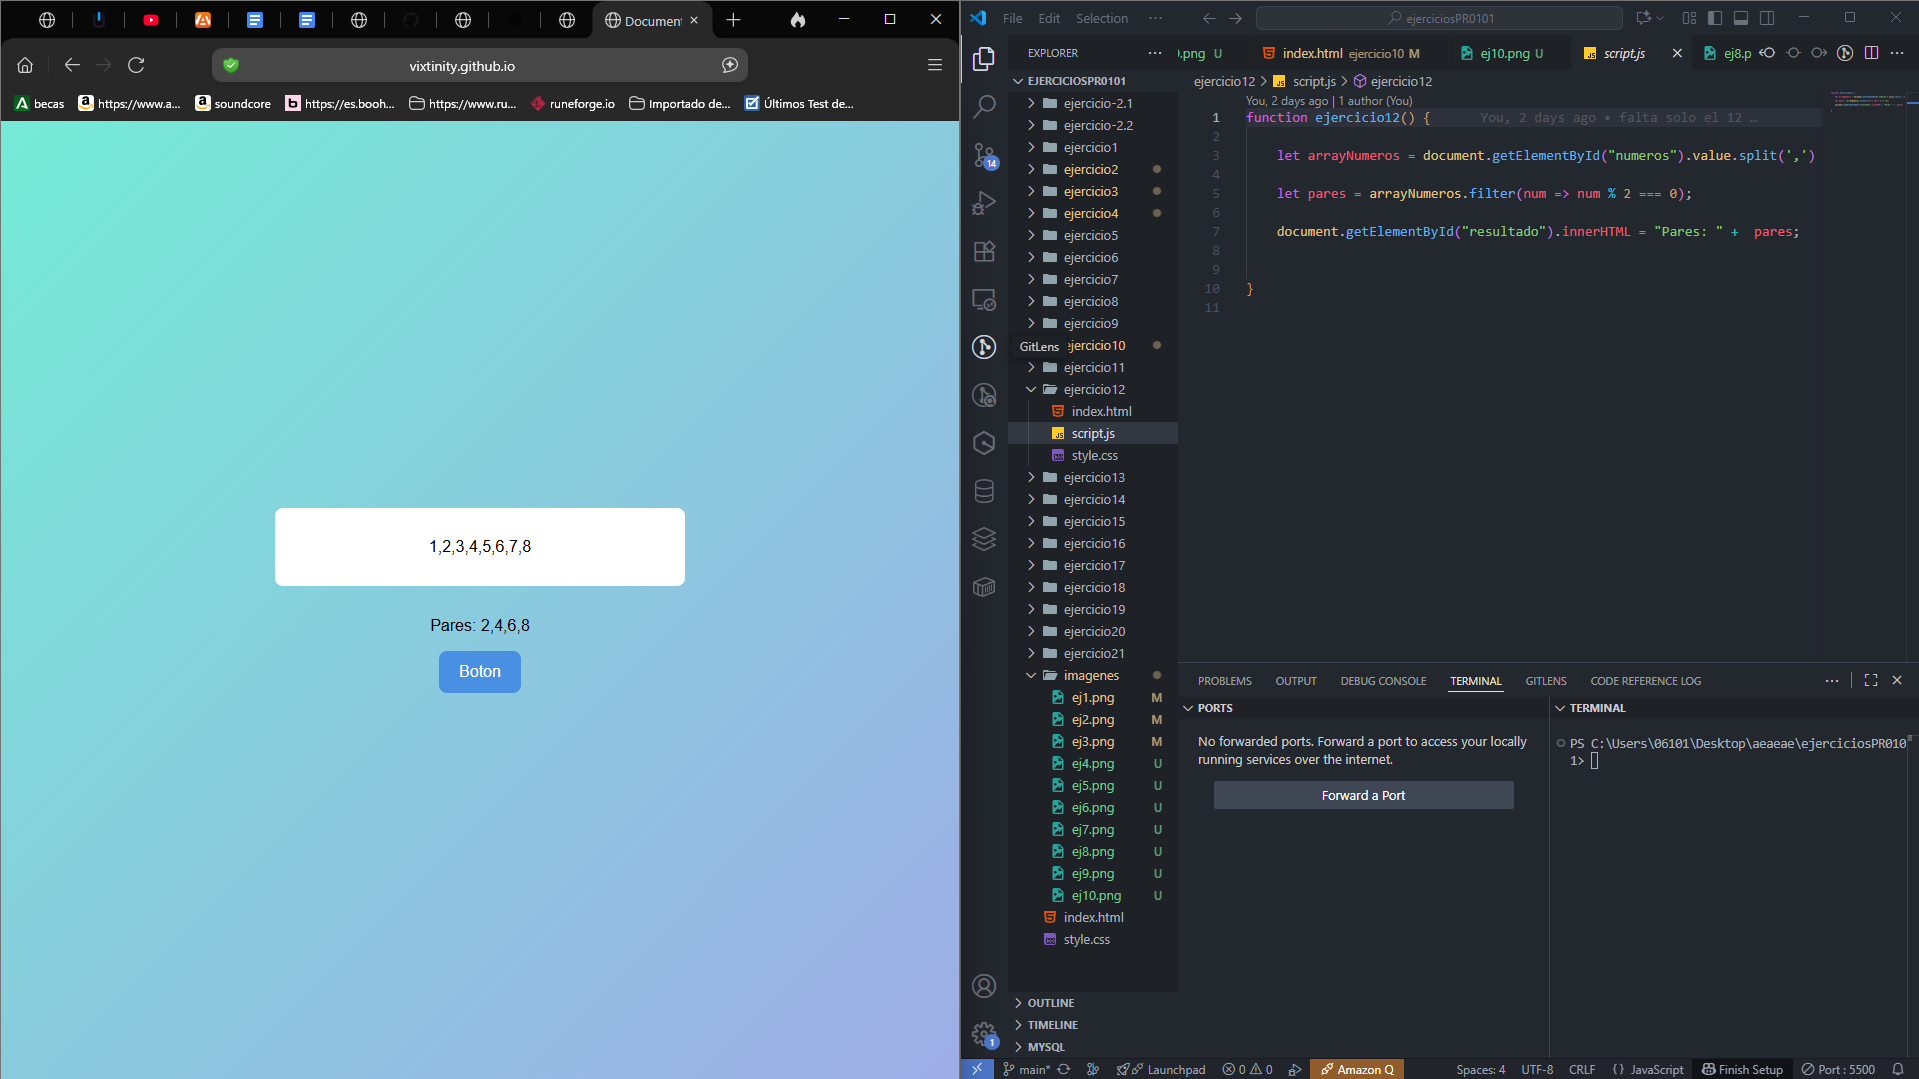 Document
vixtinity.github.io
becas
https://www.a...
soundcore
https://es.booh...
https://www.ru...
runeforge.io
Importado de...
Últimos Test de...
1,2,3,4,5,6,7,8
Pares: 2,4,6,8
Boton
File Edit Selection ···
ejerciciosPR0101
EXPLORER
.png U
index.html ejercicio10 M
ej10.png U
script.js
ej8.p
EJERCICIOSPR0101
ejercicio-2.1
ejercicio-2.2
ejercicio1
14
ejercicio2
ejercicio3
ejercicio4
ejercicio5
ejercicio6
ejercicio7
ejercicio8
ejercicio9
GitLens
ejercicio10
ejercicio11
ejercicio12
index.html
script.js
style.css
ejercicio13
ejercicio14
ejercicio15
ejercicio16
ejercicio17
ejercicio18
ejercicio19
ejercicio20
ejercicio21
imagenes
ej1.png M
ej2.png M
ej3.png M
ej4.png U
ej5.png U
ej6.png U
ej7.png U
ej8.png U
ej9.png U
ej10.png U
index.html
style.css
OUTLINE
TIMELINE
1
MYSQL
ejercicio12 > script.js > ejercicio12
You, 2 days ago | 1 author (You)
1 function ejercicio12() { You, 2 days ago • falta solo el 12 …
2
3 let arrayNumeros = document.getElementById("numeros").value.split(',')
4
5 let pares = arrayNumeros.filter(num => num % 2 === 0);
6
7 document.getElementById("resultado").innerHTML = "Pares: " +  pares;
8
9
10 }
11
PROBLEMS OUTPUT DEBUG CONSOLE TERMINAL GITLENS CODE REFERENCE LOG
PORTS
No forwarded ports. Forward a port to access your locally
running services over the internet.
Forward a Port
TERMINAL
PS C:\Users\06101\Desktop\aeaeae\ejerciciosPR010
1>
main* Launchpad 0 0 Amazon Q Spaces: 4 UTF-8 CRLF {} JavaScript Finish Setup Port : 5500